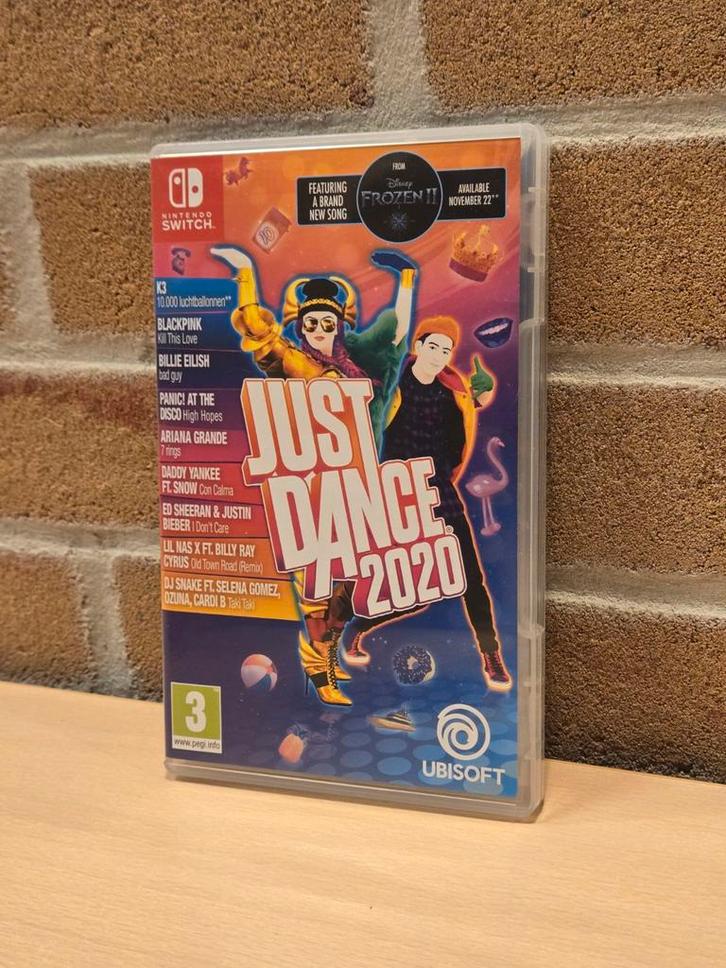 NINTENDO
SWITCH™
FEATURING
A BRAND
NEW SONG
FROM
Disney
FROZEN II
AVAILABLE
NOVEMBER 22**
K3
10.000 luchtballonnen**
BLACKPINK
Kill This Love
BILLIE EILISH
bad guy
PANIC! AT THE
DISCO High Hopes
ARIANA GRANDE
7 rings
DADDY YANKEE
FT. SNOW Con Calma
ED SHEERAN & JUSTIN
BIEBER I Don't Care
LIL NAS X FT. BILLY RAY
CYRUS Old Town Road (Remix)
DJ SNAKE FT. SELENA GOMEZ,
OZUNA, CARDI B Taki Taki
JUST
DANCE®
2020
3
www.pegi.info
UBISOFT